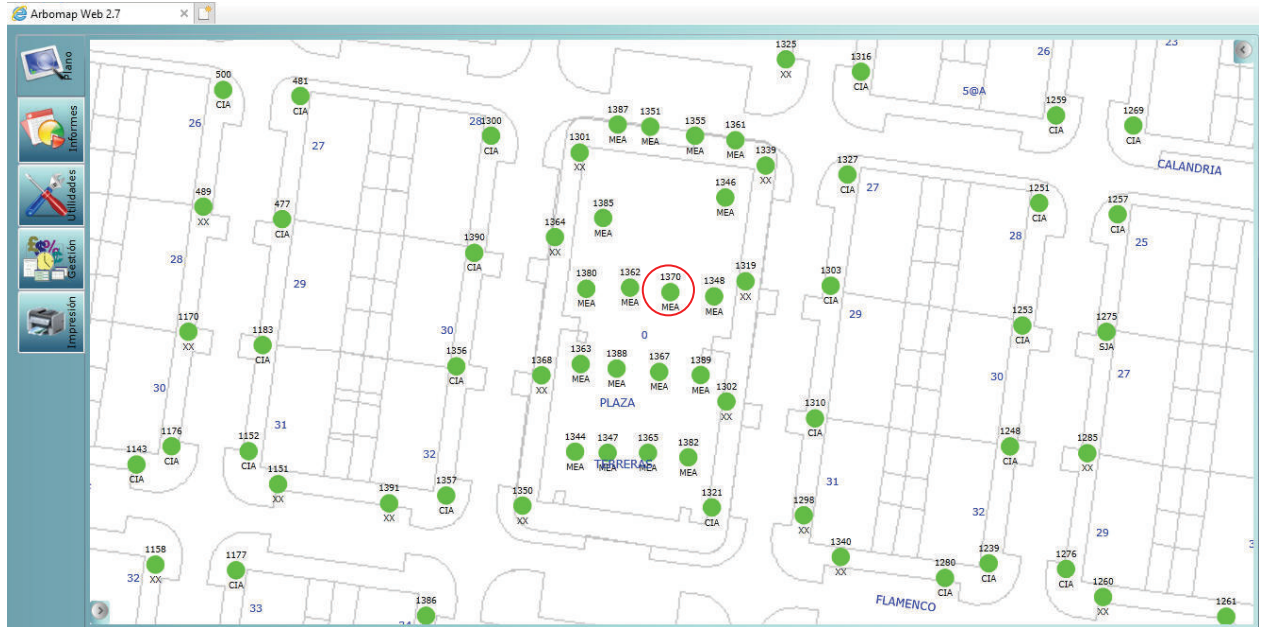 Arbomap Web 2.7
Plano
Informes
Utilidades
Gestión
Impresión
1325
XX
1316
CIA
26
23
500
CIA
481
CIA
5@A
1259
CIA
1269
CIA
26
27
28
1300
CIA
1387
MEA
1351
MEA
1355
MEA
1361
MEA
1301
XX
1339
XX
1327
CIA
27
CALANDRIA
489
XX
477
CIA
1385
MEA
1346
MEA
1251
CIA
1257
CIA
1364
XX
1390
CIA
28
25
28
29
1380
MEA
1362
MEA
1370
MEA
1348
MEA
1319
XX
1303
CIA
29
1170
XX
1183
CIA
30
0
1253
CIA
1275
SJA
1356
CIA
1368
XX
1363
MEA
1388
MEA
1367
MEA
1389
MEA
30
27
30
1302
XX
PLAZA
1310
CIA
31
1176
CIA
1143
CIA
1152
CIA
32
1344
MEA
1347
MEA
1365
MEA
1382
MEA
TERRERAS
1248
CIA
1285
XX
1151
XX
1391
XX
1357
CIA
1350
XX
1321
CIA
31
1298
XX
32
29
1158
XX
32
1177
CIA
33
1340
XX
1280
CIA
1239
CIA
1276
CIA
1260
XX
1386
FLAMENCO
1261